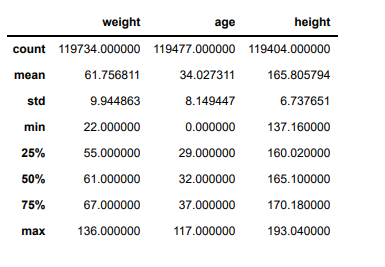 weight age height
count 119734.000000 119477.000000 119404.000000
mean 61.756811 34.027311 165.805794
std 9.944863 8.149447 6.737651
min 22.000000 0.000000 137.160000
25% 55.000000 29.000000 160.020000
50% 61.000000 32.000000 165.100000
75% 67.000000 37.000000 170.180000
max 136.000000 117.000000 193.040000